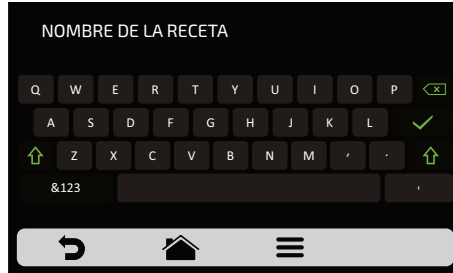 NOMBRE DE LA RECETA
Q W E R T Y U I O P
A S D F G H J K L
Z X C V B N M , .
&123 '